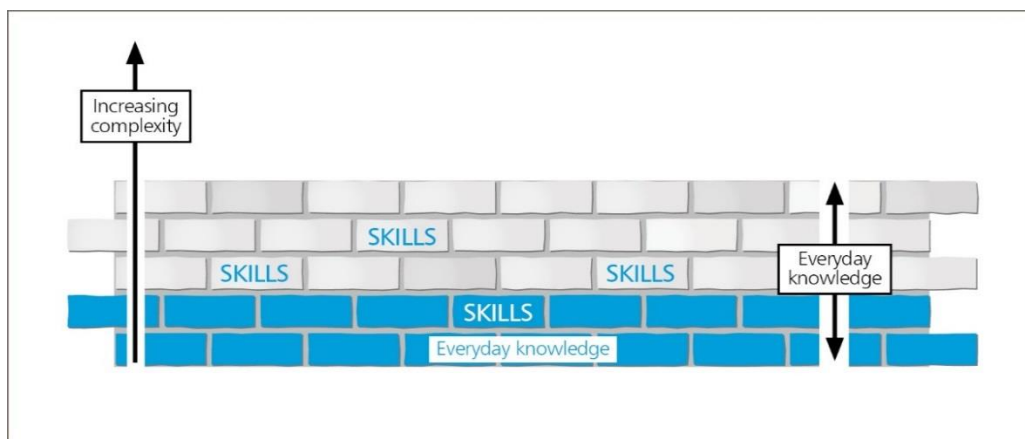 Increasing
complexity
SKILLS
SKILLS
SKILLS
Everyday
knowledge
SKILLS
Everyday knowledge